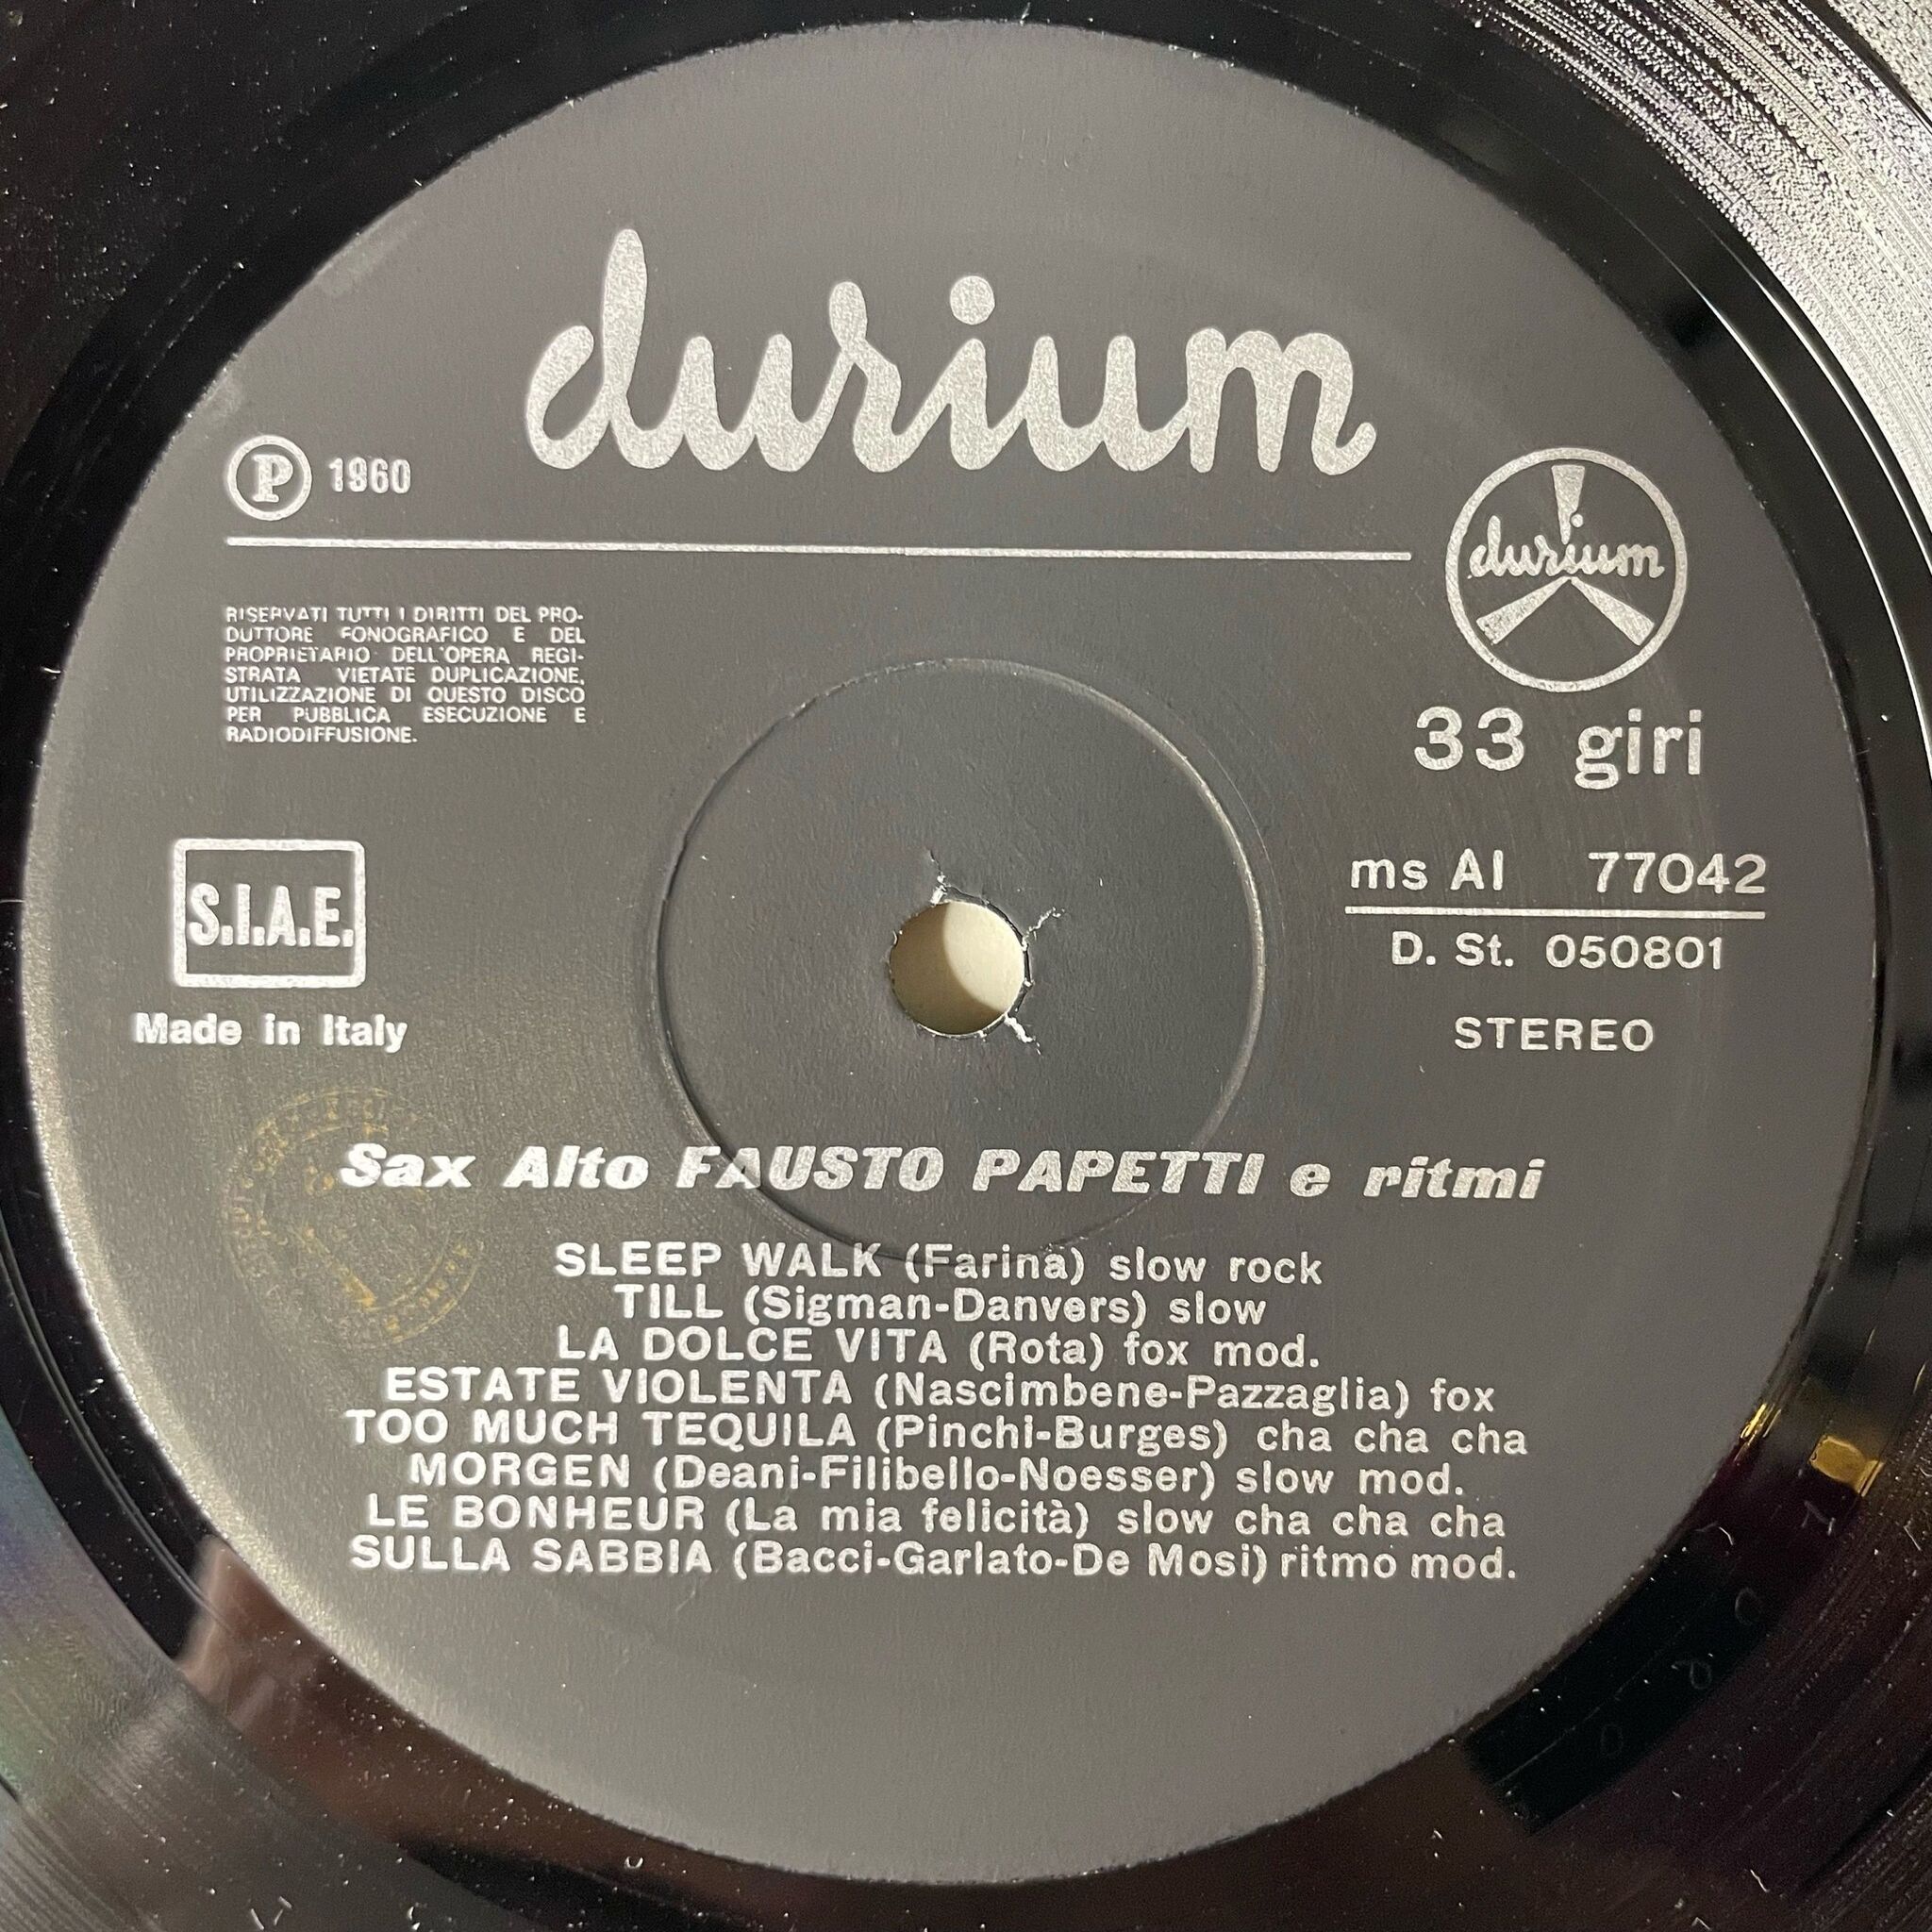 durium
P 1960
durium
RISERVATI TUTTI I DIRITTI DEL PRO-
DUTTORE FONOGRAFICO E DEL
PROPRIETARIO DELL'OPERA REGI-
STRATA VIETATE DUPLICAZIONE,
UTILIZZAZIONE DI QUESTO DISCO
PER PUBBLICA ESECUZIONE E
RADIODIFFUSIONE.
33 giri
S.I.A.E.
Made in Italy
ms AI 77042
D. St. 050801
STEREO
Sax Alto FAUSTO PAPETTI e ritmi
SLEEP WALK (Farina) slow rock
TILL (Sigman-Danvers) slow
LA DOLCE VITA (Rota) fox mod.
ESTATE VIOLENTA (Nascimbene-Pazzaglia) fox
TOO MUCH TEQUILA (Pinchi-Burges) cha cha cha
MORGEN (Deani-Filibello-Noesser) slow mod.
LE BONHEUR (La mia felicità) slow cha cha cha
SULLA SABBIA (Bacci-Garlato-De Mosi) ritmo mod.